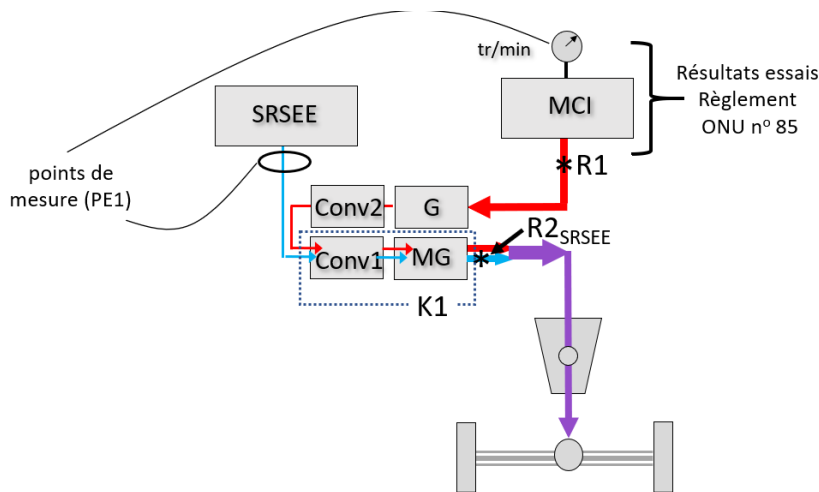 tr/min
Résultats essais
Règlement
ONU nº 85
SRSEE
MCI
points de
mesure (PE1)
*R1
Conv2
G
R2SRSEE
Conv1
MG
*
K1